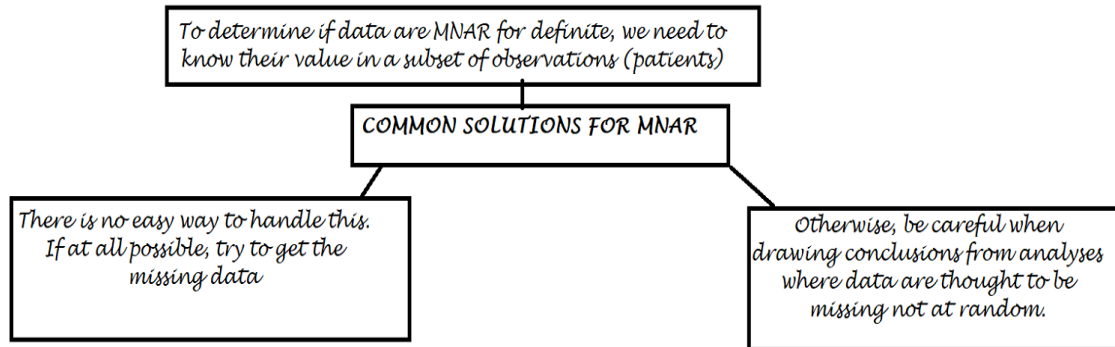 To determine if data are MNAR for definite, we need to
know their value in a subset of observations (patients)
COMMON SOLUTIONS FOR MNAR
There is no easy way to handle this.
If at all possible, try to get the
missing data
Otherwise, be careful when
drawing conclusions from analyses
where data are thought to be
missing not at random.